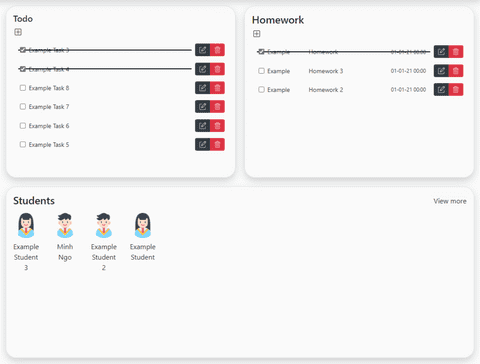 Todo
Example Task 3
Example Task 4
Example Task 8
Example Task 7
Example Task 6
Example Task 5
Homework
Example Homework 01-01-21 00:00
Example Homework 3 01-01-21 00:00
Example Homework 2 01-01-21 00:00
Students
View more
Example
Student
3
Minh
Ngo
Example
Student
2
Example
Student